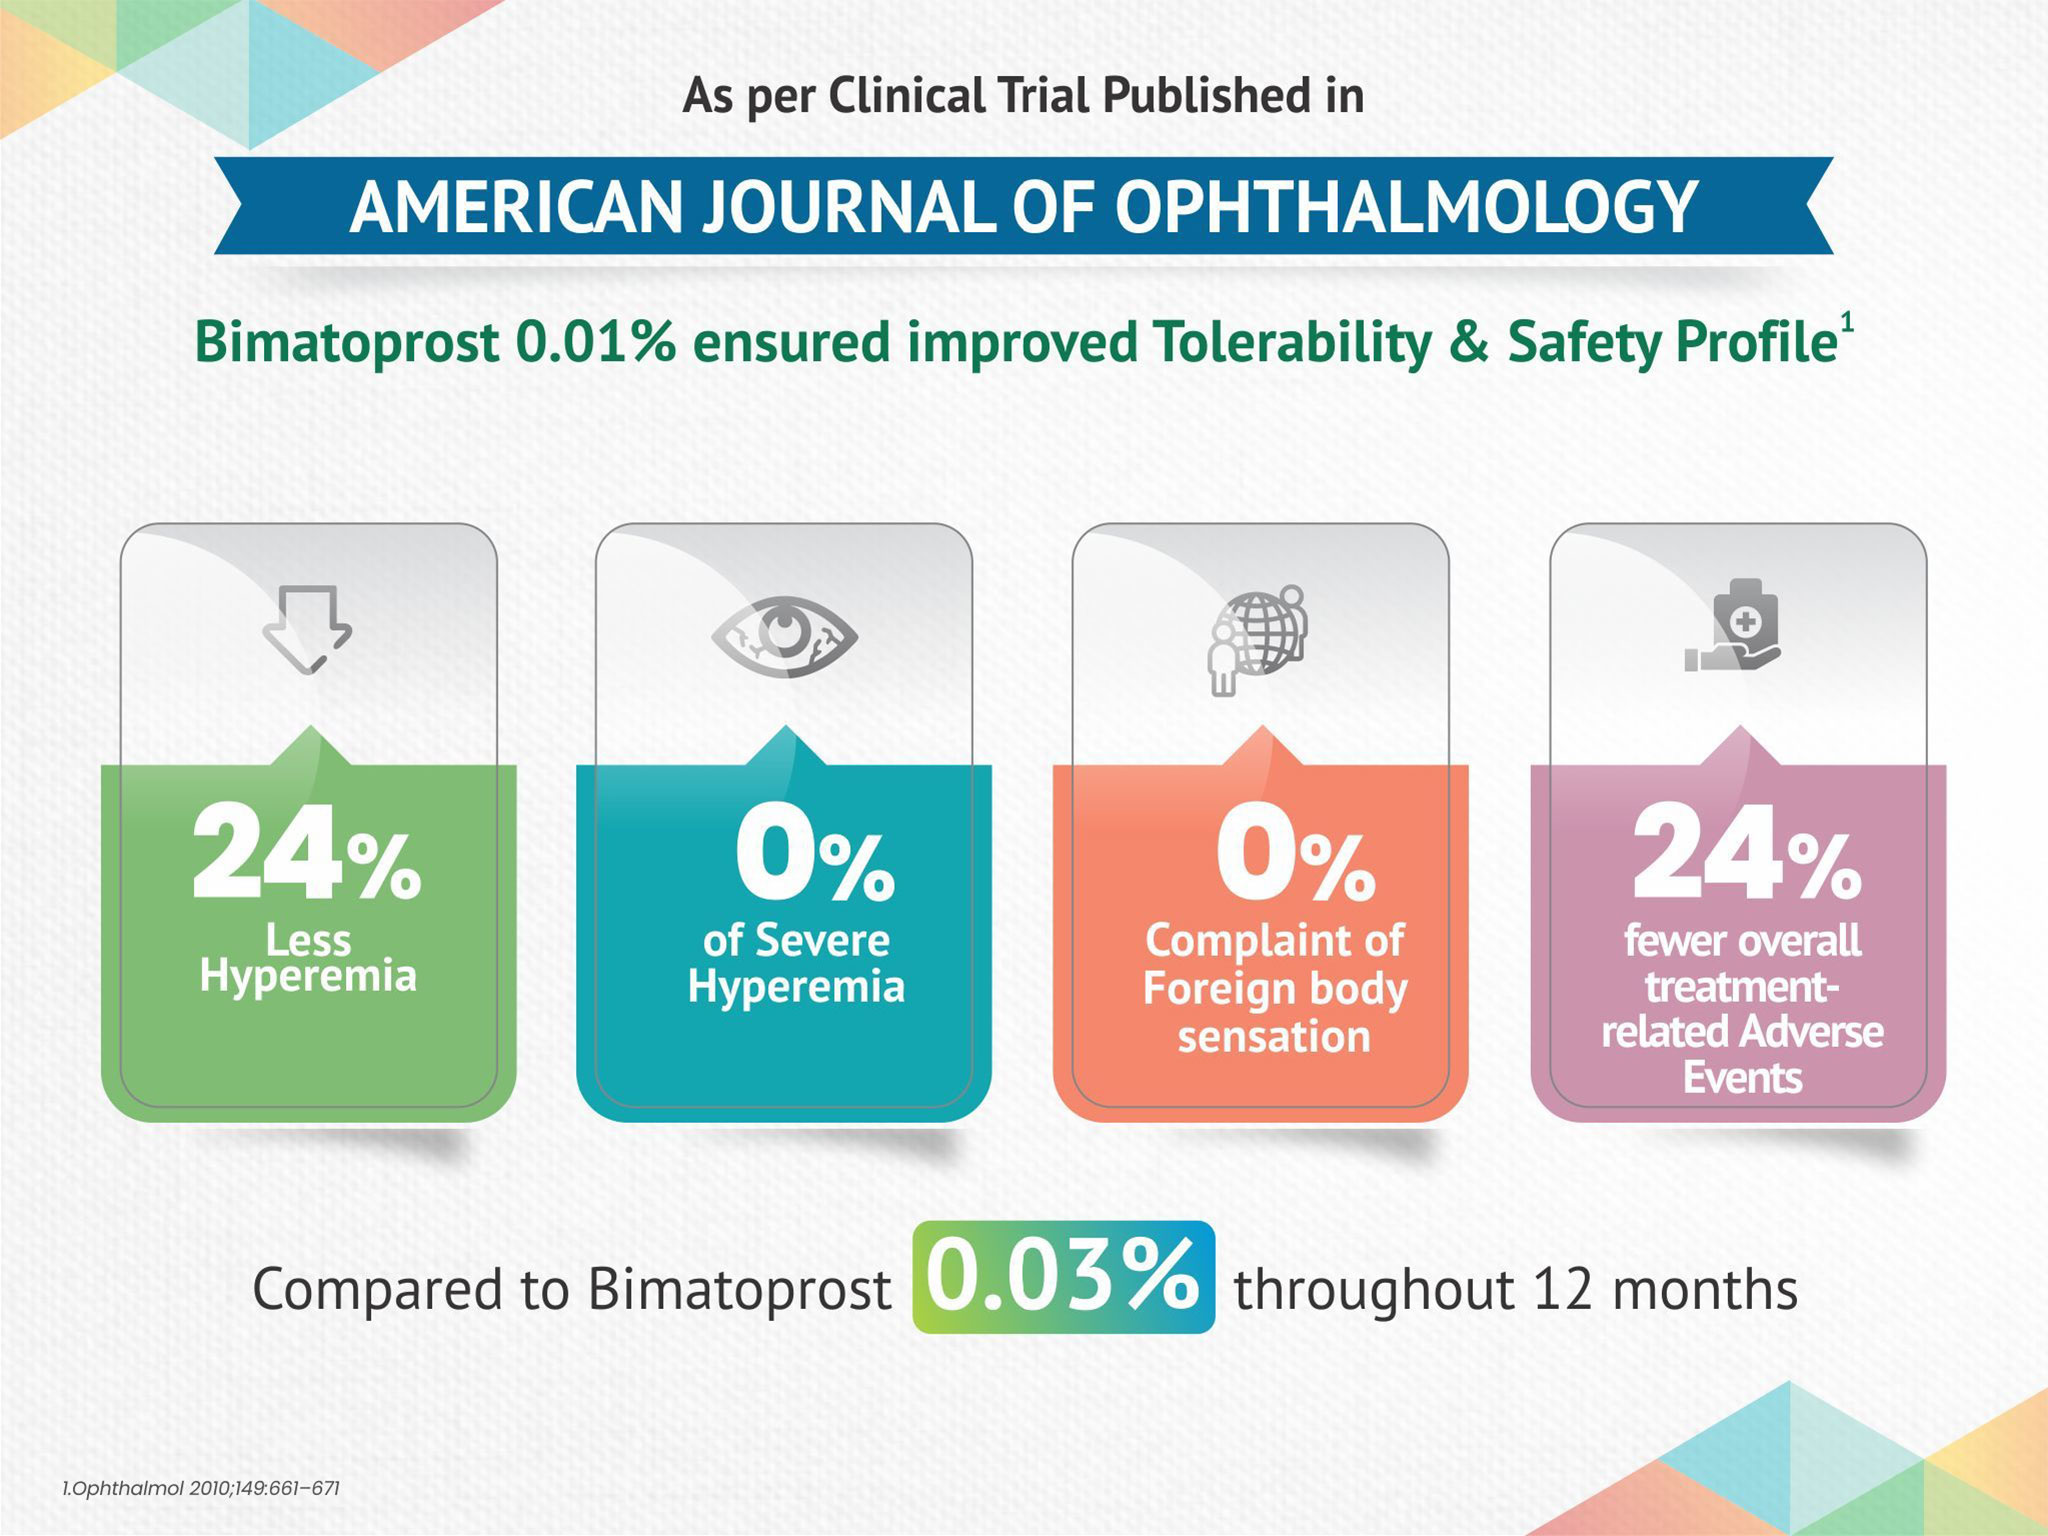 As per Clinical Trial Published in
AMERICAN JOURNAL OF OPHTHALMOLOGY
Bimatoprost 0.01% ensured improved Tolerability & Safety Profile¹
24%
Less
Hyperemia
0%
of Severe
Hyperemia
0%
Complaint of
Foreign body
sensation
24%
fewer overall
treatment-
related Adverse
Events
Compared to Bimatoprost 0.03% throughout 12 months
1.Ophthalmol 2010;149:661–671